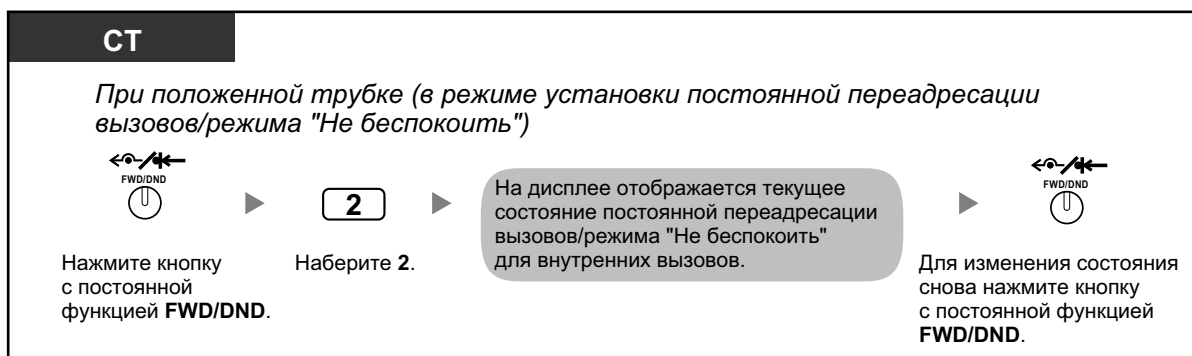 СТ
При положенной трубке (в режиме установки постоянной переадресации
вызовов/режима "Не беспокоить")
FWD/DND
Нажмите кнопку
с постоянной
функцией FWD/DND.
2
Наберите 2.
На дисплее отображается текущее
состояние постоянной переадресации
вызовов/режима "Не беспокоить"
для внутренних вызовов.
FWD/DND
Для изменения состояния
снова нажмите кнопку
с постоянной функцией
FWD/DND.